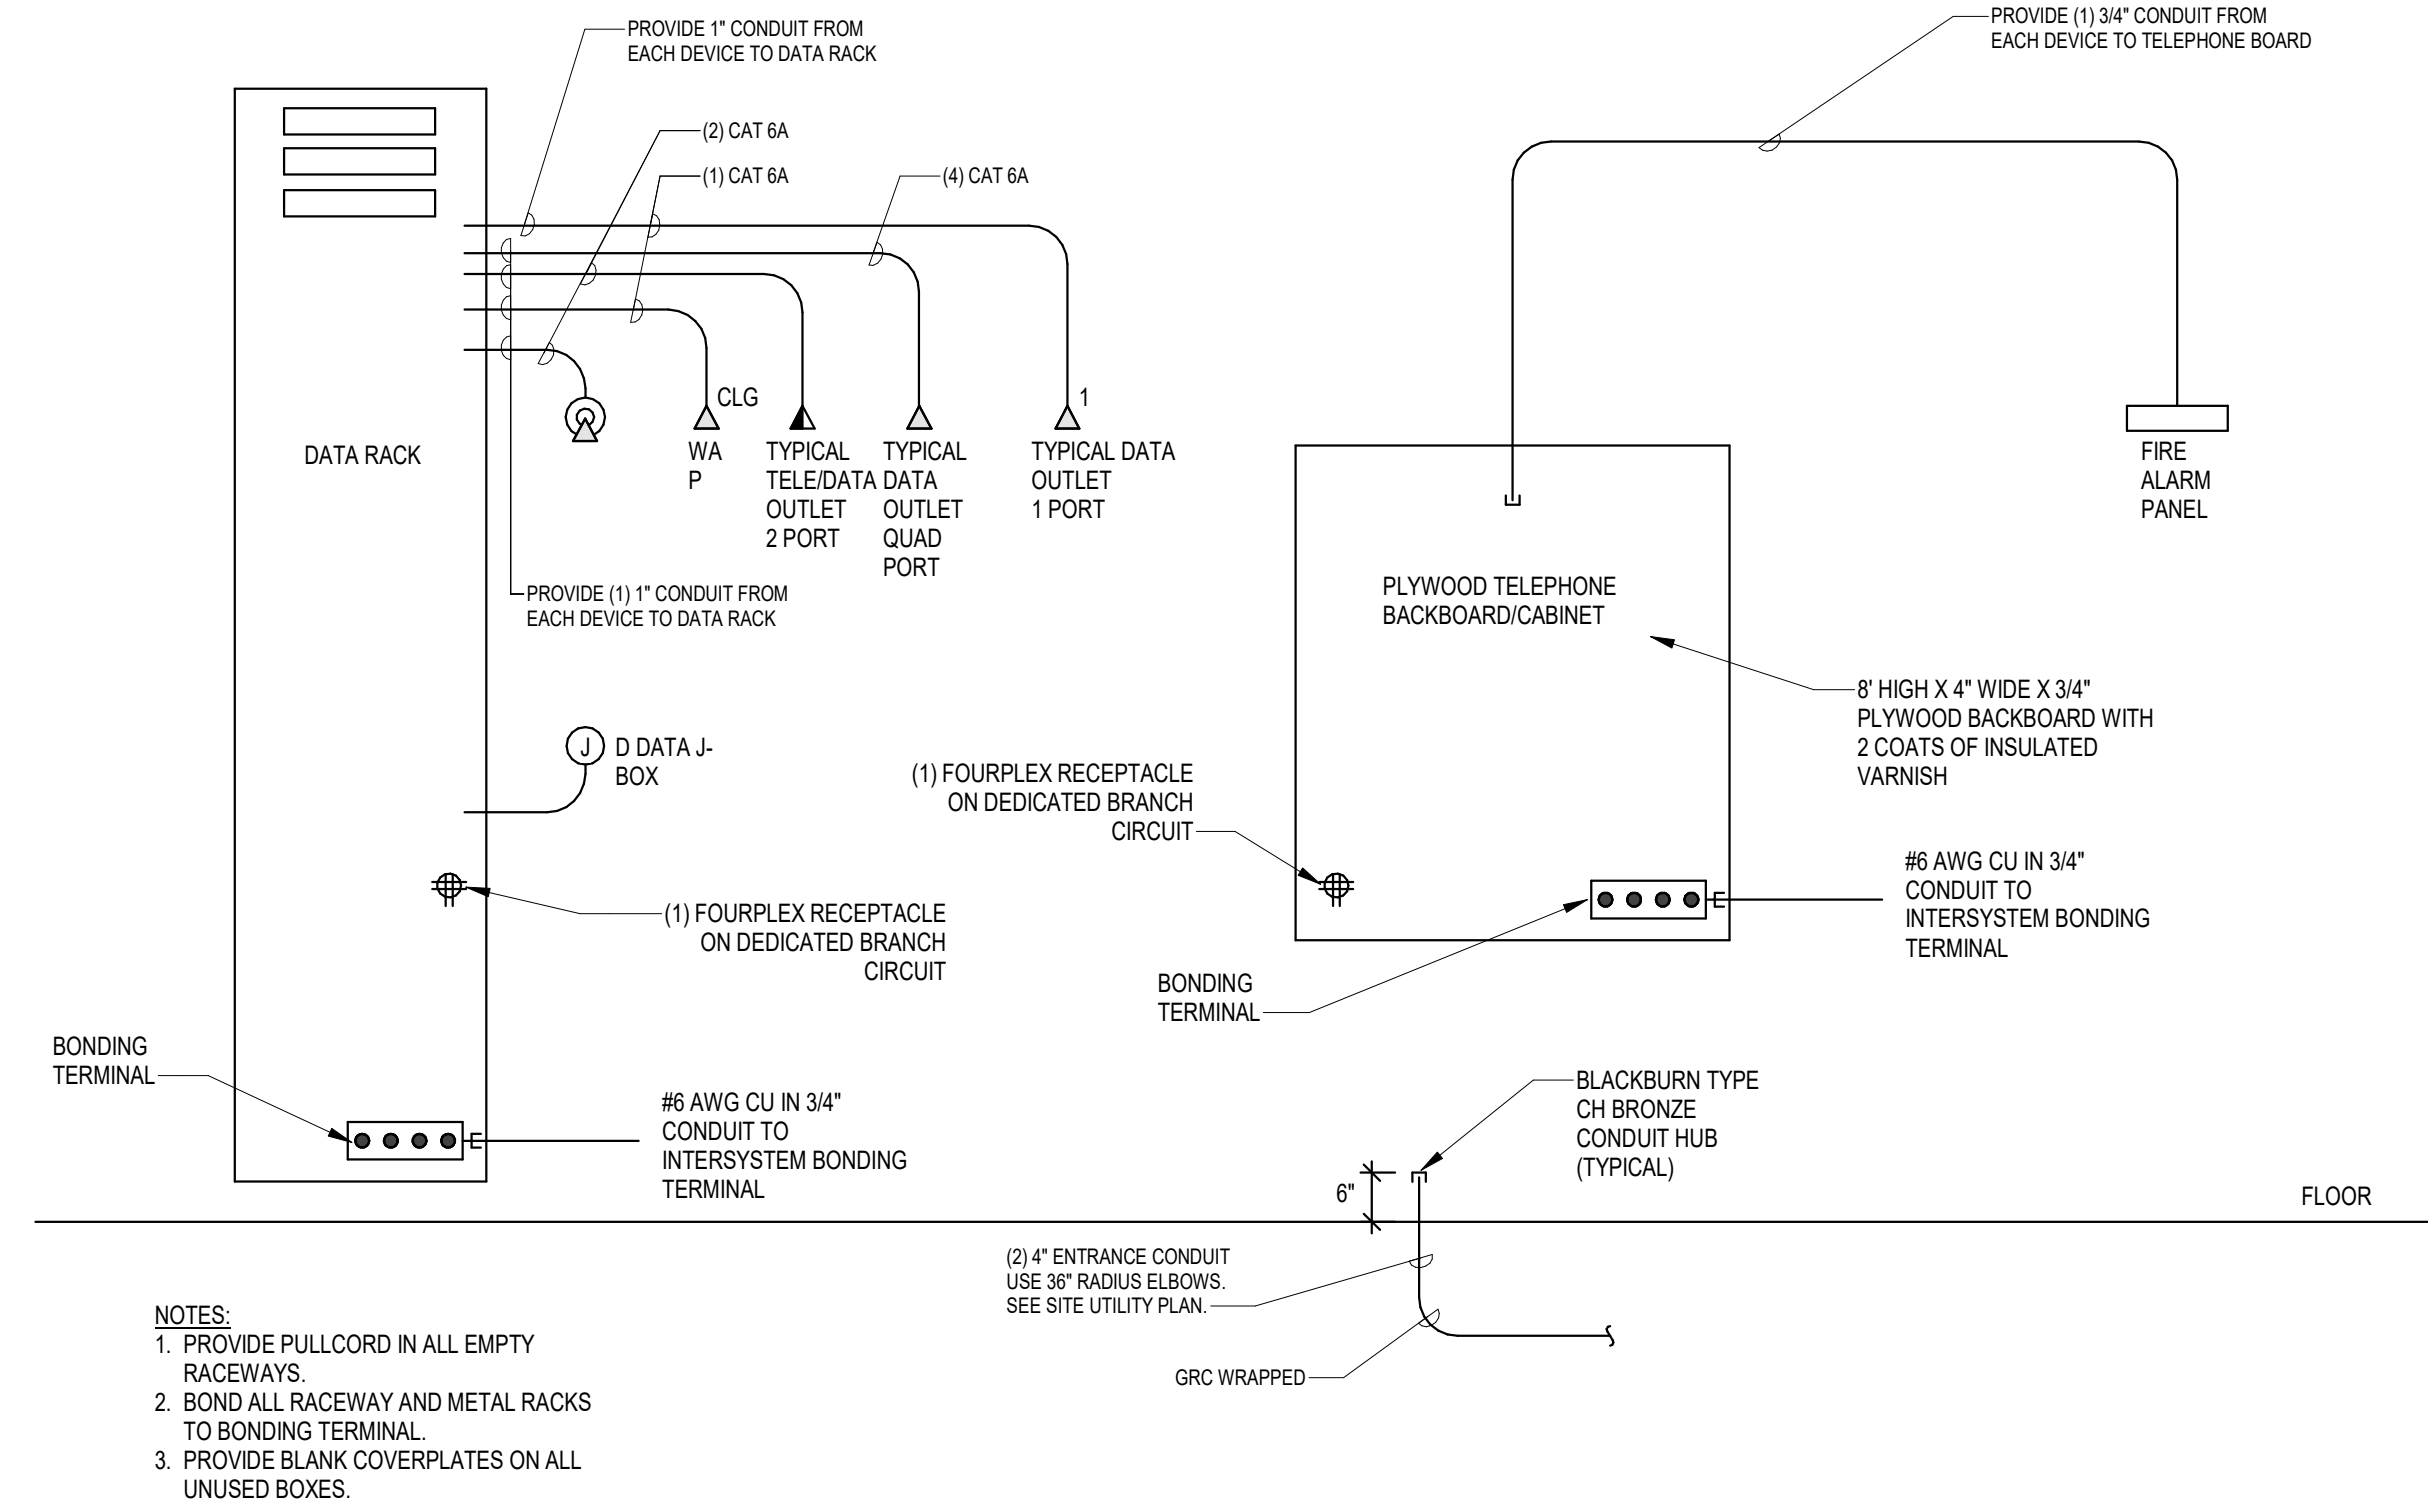 PROVIDE 1" CONDUIT FROM
EACH DEVICE TO DATA RACK
PROVIDE (1) 3/4" CONDUIT FROM
EACH DEVICE TO TELEPHONE BOARD
(2) CAT 6A
(1) CAT 6A
(4) CAT 6A
DATA RACK
CLG
WA
P
TYPICAL
TELE/DATA
OUTLET
2 PORT
TYPICAL
DATA
OUTLET
QUAD
PORT
1
TYPICAL DATA
OUTLET
1 PORT
FIRE
ALARM
PANEL
PROVIDE (1) 1" CONDUIT FROM
EACH DEVICE TO DATA RACK
PLYWOOD TELEPHONE
BACKBOARD/CABINET
8' HIGH X 4" WIDE X 3/4"
PLYWOOD BACKBOARD WITH
2 COATS OF INSULATED
VARNISH
J
D DATA J-
BOX
(1) FOURPLEX RECEPTACLE
ON DEDICATED BRANCH
CIRCUIT
(1) FOURPLEX RECEPTACLE
ON DEDICATED BRANCH
CIRCUIT
#6 AWG CU IN 3/4"
CONDUIT TO
INTERSYSTEM BONDING
TERMINAL
BONDING
TERMINAL
BONDING
TERMINAL
#6 AWG CU IN 3/4"
CONDUIT TO
INTERSYSTEM BONDING
TERMINAL
BLACKBURN TYPE
CH BRONZE
CONDUIT HUB
(TYPICAL)
6"
FLOOR
(2) 4" ENTRANCE CONDUIT
USE 36" RADIUS ELBOWS.
SEE SITE UTILITY PLAN.
GRC WRAPPED
NOTES:
1. PROVIDE PULLCORD IN ALL EMPTY
RACEWAYS.
2. BOND ALL RACEWAY AND METAL RACKS
TO BONDING TERMINAL.
3. PROVIDE BLANK COVERPLATES ON ALL
UNUSED BOXES.